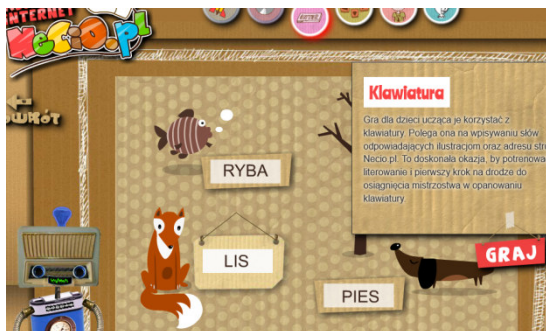 INTERNET
Necio.pl
Klawiatura
Gra dla dzieci ucząca je korzystać z
klawiatury. Polega ona na wpisywaniu słów
odpowiadających ilustracjom oraz adresu str
Necio.pl. To doskonała okazja, by potrenowa
literowanie i pierwszy krok na drodze do
osiągnięcia mistrzostwa w opanowaniu
klawiatury.
RYBA
LIS
GRAJ
PIES